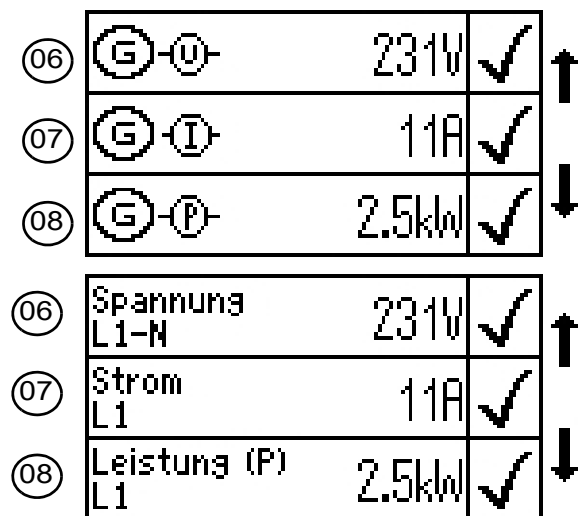 06 G U 231V
07 G I 11A
08 G P 2.5kW
06 Spannung 231V
L1-N
07 Strom 11A
L1
08 Leistung (P) 2.5kW
L1